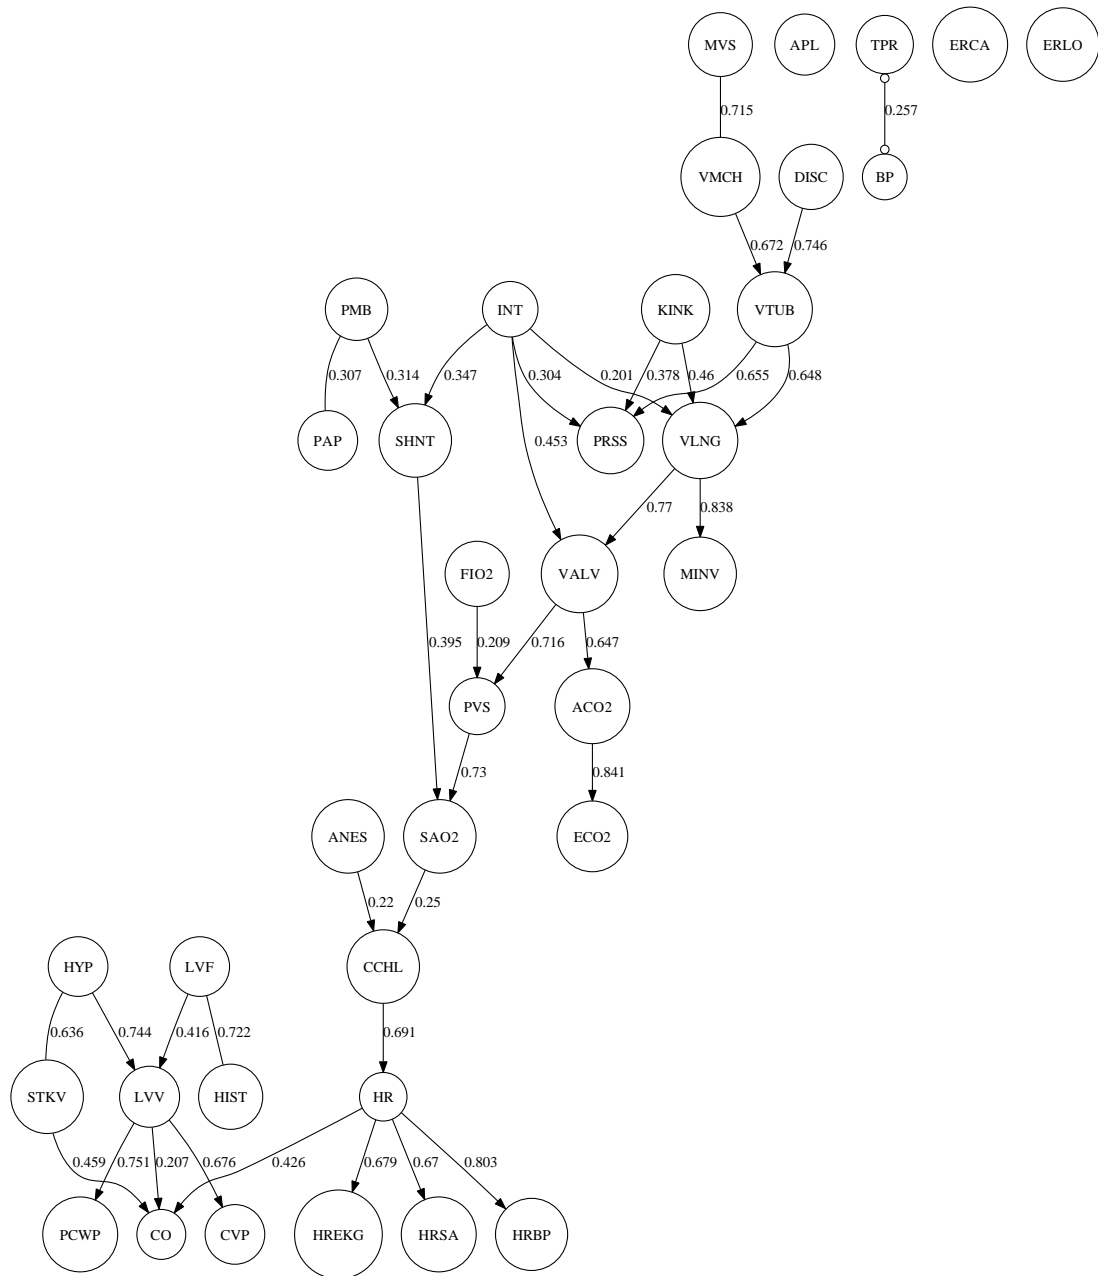 MVS
APL
TPR
ERCA
ERLO
0.715
0.257
VMCH
DISC
BP
0.672
0.746
PMB
INT
KINK
VTUB
0.307
0.314
0.347
0.304
0.201
0.378
0.46
0.655
0.648
PAP
SHNT
0.453
PRSS
VLNG
0.77
0.838
FIO2
VALV
MINV
0.395
0.209
0.716
0.647
PVS
ACO2
0.73
0.841
ANES
SAO2
ECO2
0.22
0.25
HYP
LVF
CCHL
0.636
0.744
0.416
0.722
0.691
STKV
LVV
HIST
HR
0.459
0.751
0.207
0.676
0.426
0.679
0.67
0.803
PCWP
CO
CVP
HREKG
HRSA
HRBP